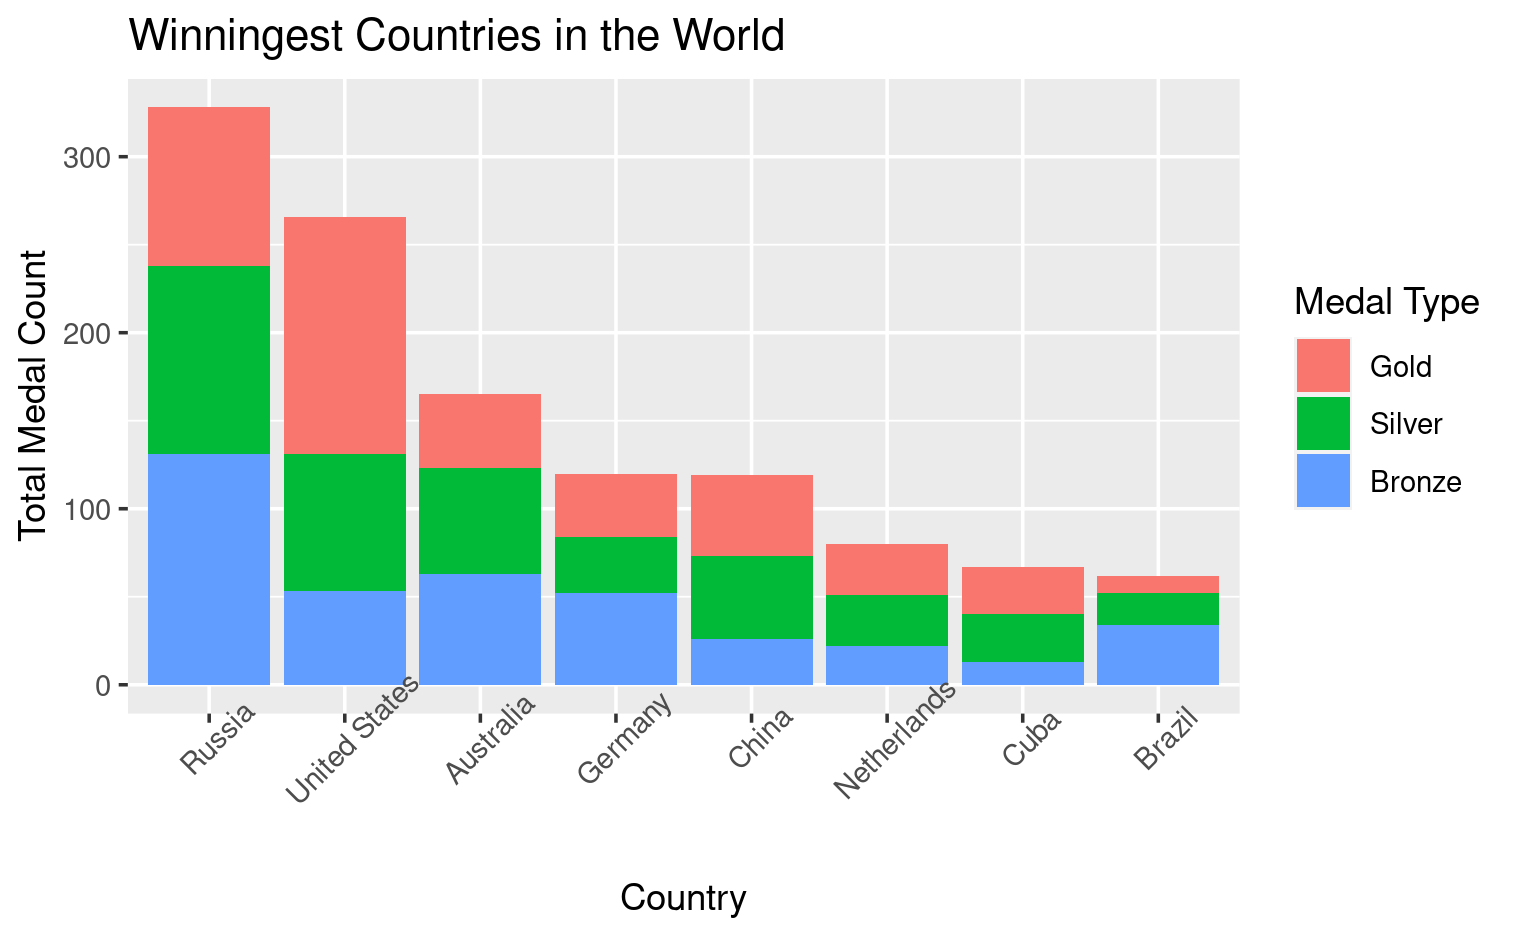 Winningest Countries in the World
Total Medal Count
300
200
100
0
Russia
United States
Australia
Germany
China
Netherlands
Cuba
Brazil
Country
Medal Type
Gold
Silver
Bronze